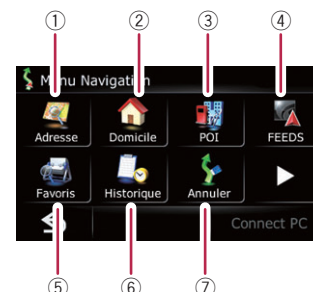 ① ② ③ ④
Menu Navigation
Adresse Domicile POI FEEDS
Favoris Historique Annuler
Connect PC
⑤ ⑥ ⑦